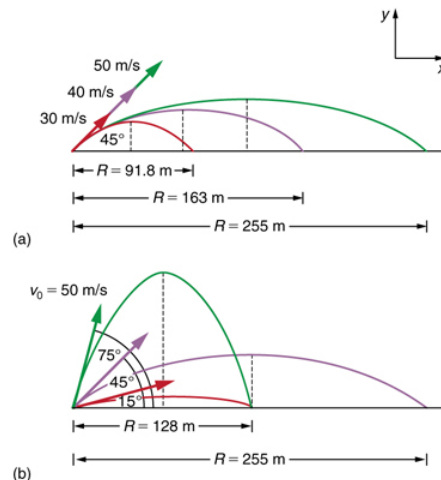 y
x
50 m/s
40 m/s
30 m/s
45°
R = 91.8 m
R = 163 m
R = 255 m
(a)
v₀ = 50 m/s
75°
45°
15°
R = 128 m
R = 255 m
(b)